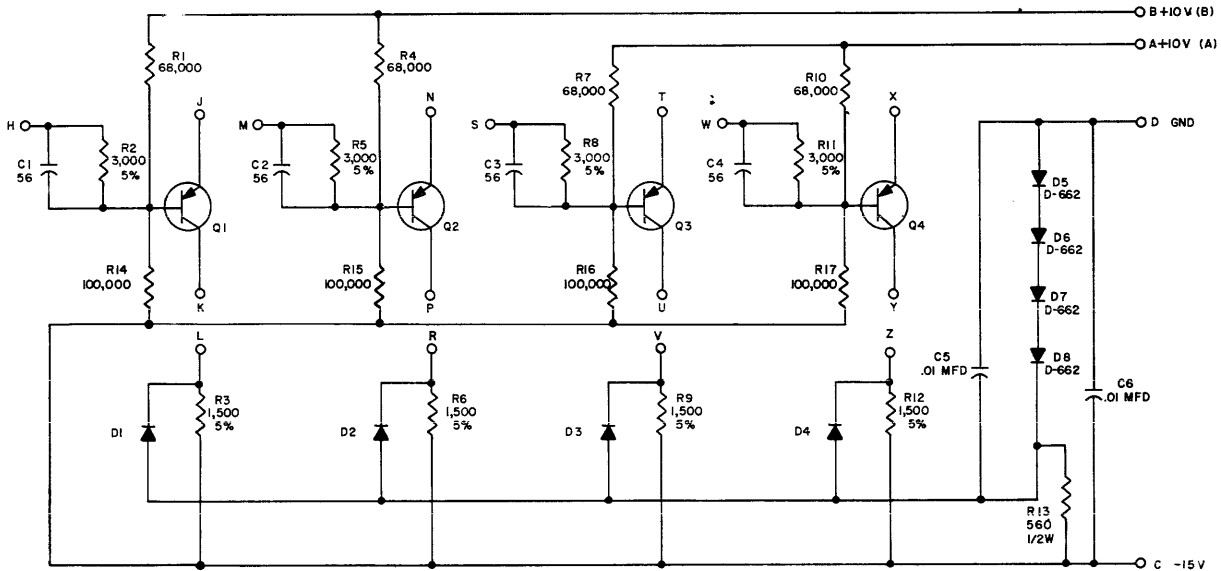 B+10V (B)
A+10V (A)
R1
68,000
R4
68,000
R7
68,000
R10
68,000
J
N
T
X
D GND
H
M
S
W
C1
56
R2
3,000
5%
C2
56
R5
3,000
5%
C3
56
R8
3,000
5%
C4
56
R11
3,000
5%
Q1
Q2
Q3
Q4
D5
D-662
D6
D-662
D7
D-662
D8
D-662
R14
100,000
R15
100,000
R16
100,000
R17
100,000
K
P
U
Y
L
R
V
Z
C5
.01 MFD
C6
.01 MFD
D1
R3
1,500
5%
D2
R6
1,500
5%
D3
R9
1,500
5%
D4
R12
1,500
5%
R13
560
1/2W
C -15V